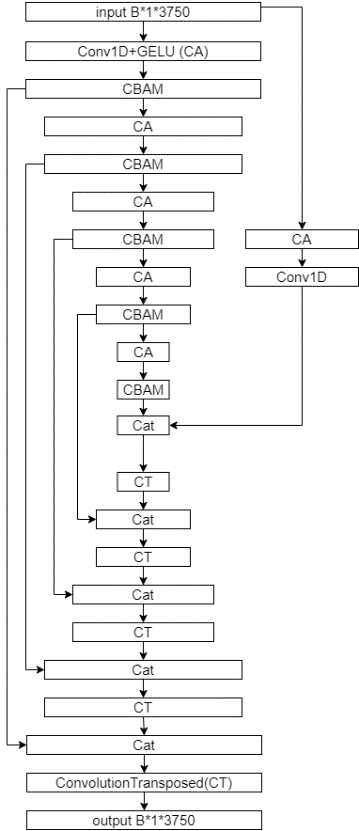 input B*1*3750
Conv1D+GELU (CA)
CBAM
CA
CBAM
CA
CBAM
CA
CA
Conv1D
CBAM
CA
CBAM
Cat
CT
Cat
CT
Cat
CT
Cat
CT
Cat
ConvolutionTransposed(CT)
output B*1*3750